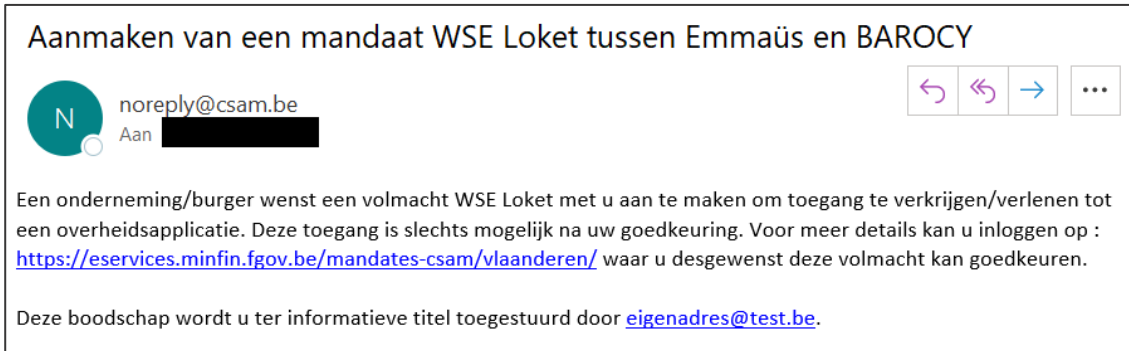 Aanmaken van een mandaat WSE Loket tussen Emmaüs en BAROCY
N
noreply@csam.be
Aan
Een onderneming/burger wenst een volmacht WSE Loket met u aan te maken om toegang te verkrijgen/verlenen tot
een overheidsapplicatie. Deze toegang is slechts mogelijk na uw goedkeuring. Voor meer details kan u inloggen op :
https://eservices.minfin.fgov.be/mandates-csam/vlaanderen/ waar u desgewenst deze volmacht kan goedkeuren.
Deze boodschap wordt u ter informatieve titel toegestuurd door eigenadres@test.be.